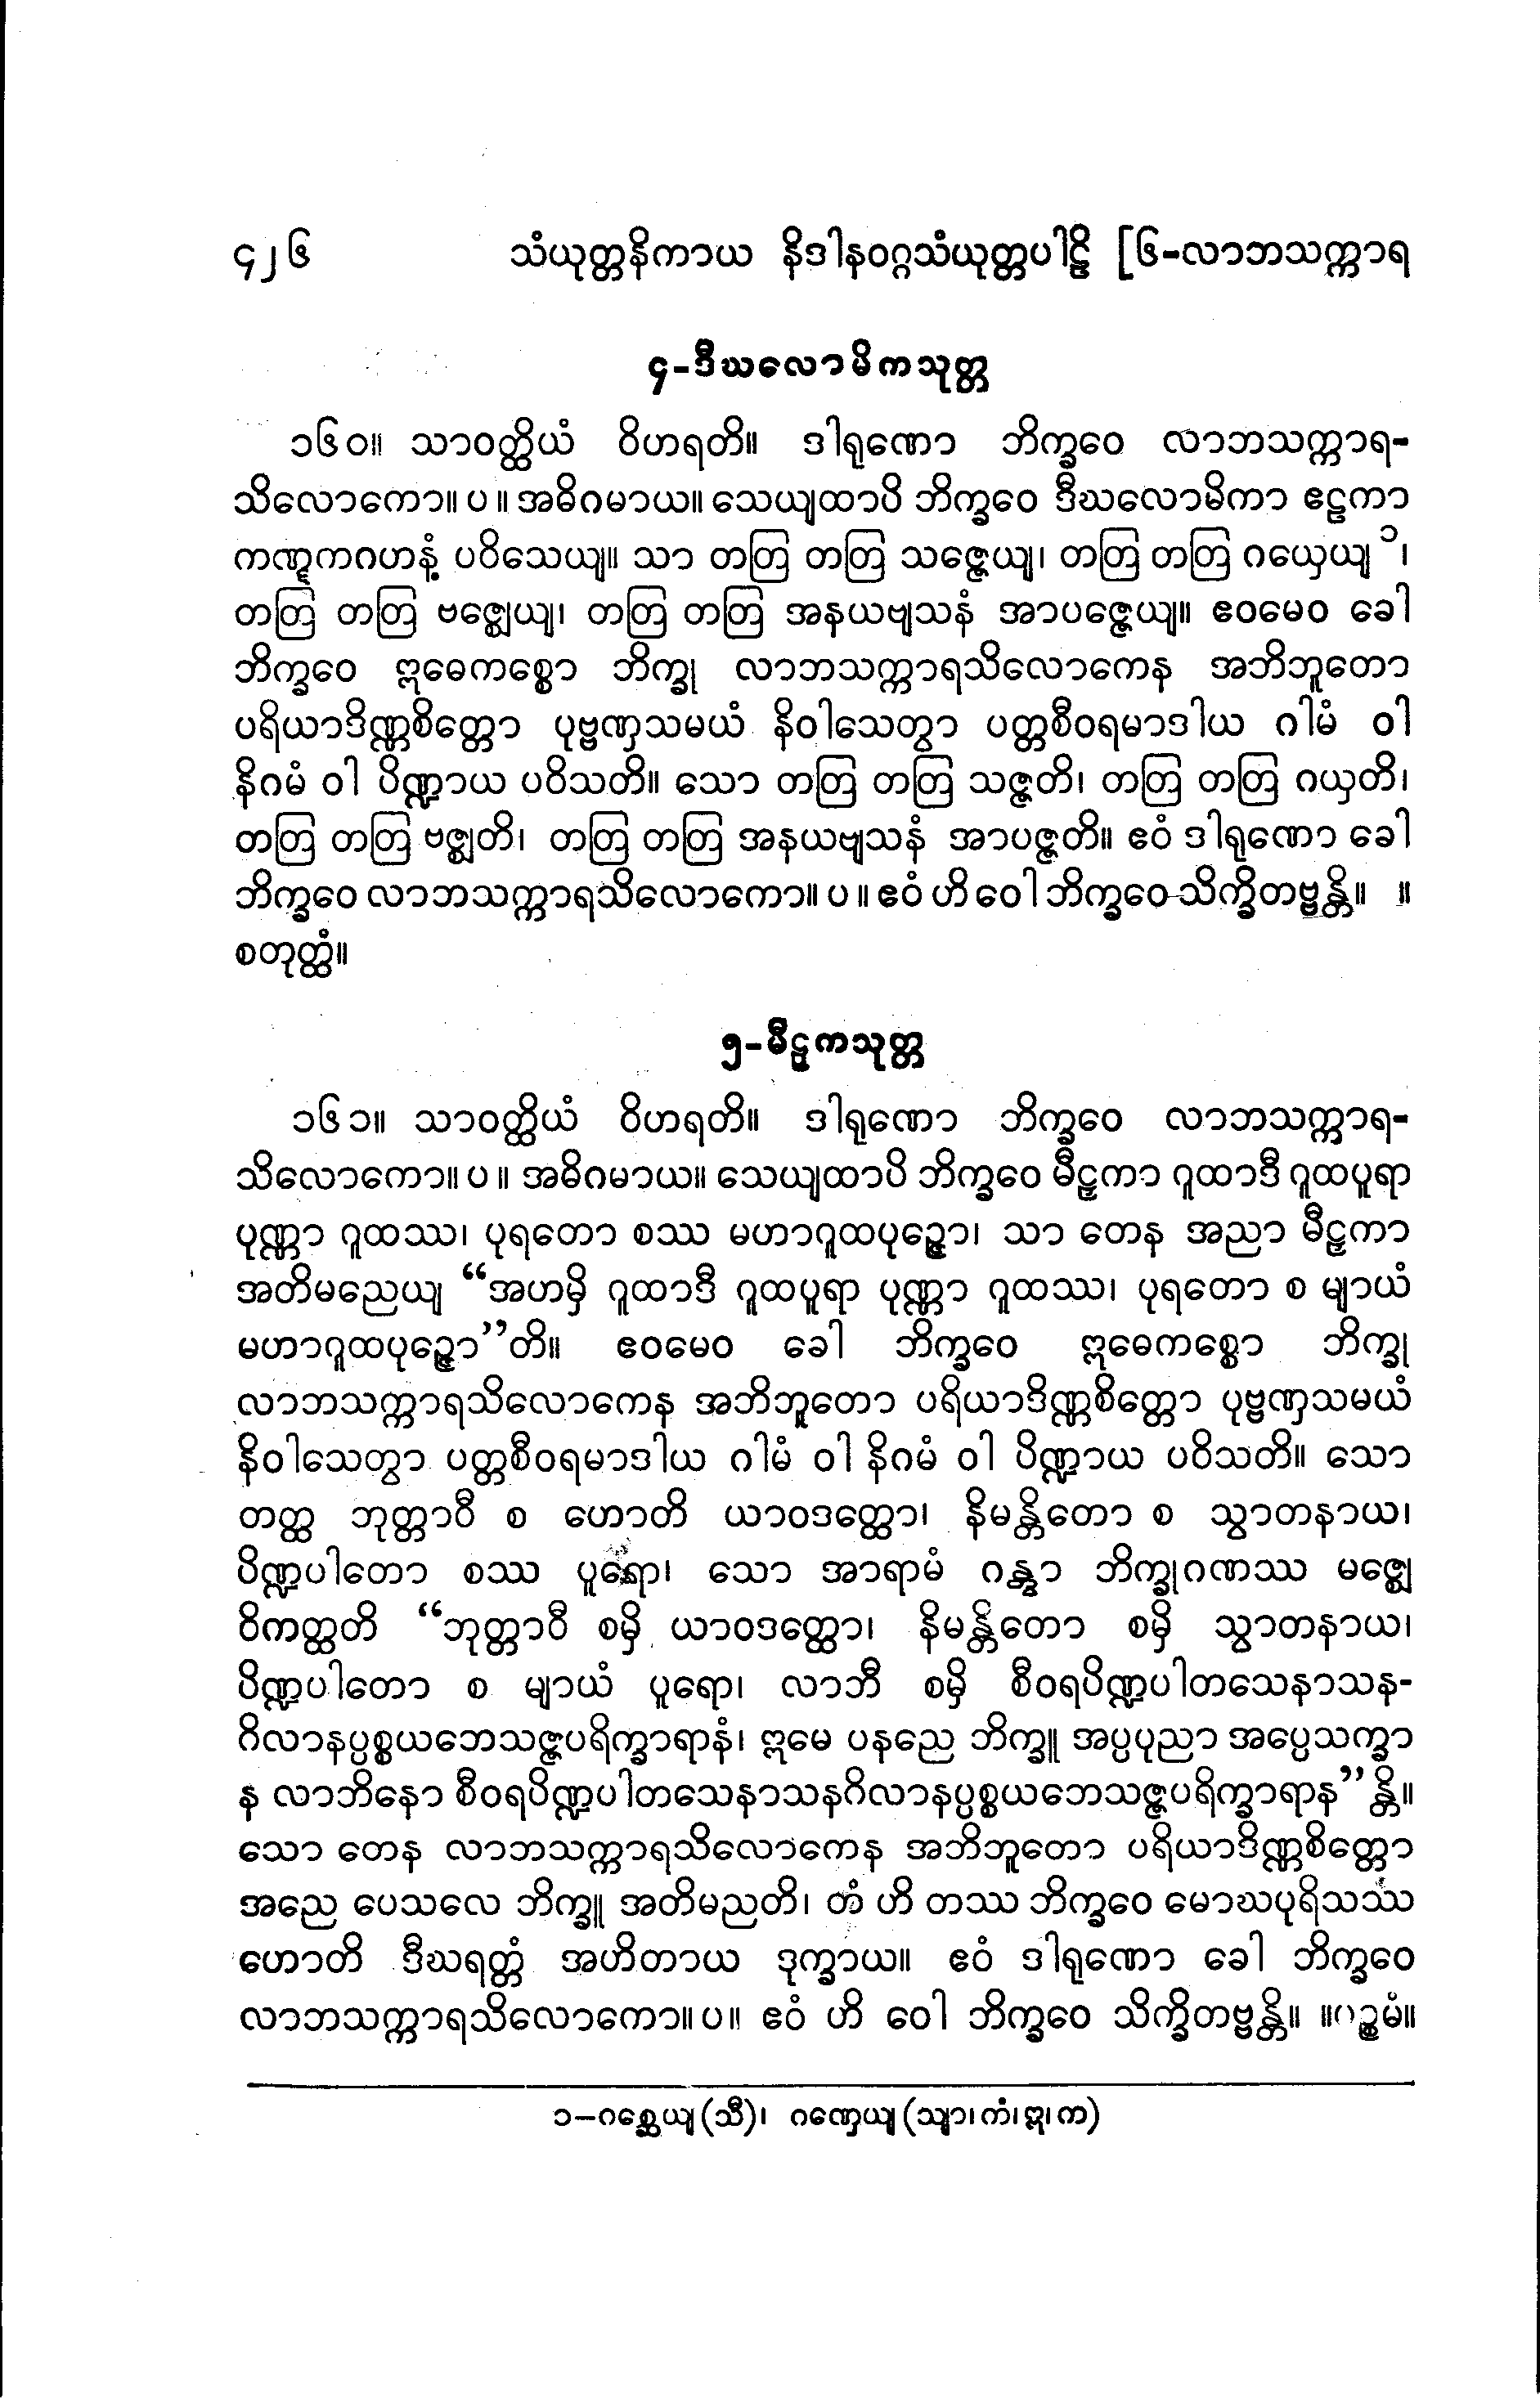 ၄၂၆ သံယုတ္တနိကာယ နိဒါနဝဂ္ဂသံယုတ္တပါဠိ [၆-လာဘသက္ကာရ
၄-ဒီဃလောမိကသုတ္တ
၁၆၀။ သာဝတ္ထိယံ ဝိဟရတိ။ ဒါရုဏော ဘိက္ခဝေ လာဘသက္ကာရ-
သိလောကော။ ပ ။ အဓိဂမာယ။ သေယျထာပိ ဘိက္ခဝေ ဒီဃလောမိကာ ဧဠကာ
ကဏ္ဋကဂဟနံ့ ပဝိသေယျ။ သာ တတြ တတြ သဇ္ဇေယျ၊ တတြ တတြ ဂယှေယျ ၁၊
တတြ တတြ ဗဇ္ဈေယျ၊ တတြ တတြ အနယဗျသနံ အာပဇ္ဇေယျ။ ဧဝမေဝ ခေါ
ဘိက္ခဝေ ဣဓေကစ္စော ဘိက္ခု လာဘသက္ကာရသိလောကေန အဘိဘူတော
ပရိယာဒိဏ္ဏစိတ္တော ပုဗ္ဗဏှသမယံ နိဝါသေတွာ ပတ္တစီဝရမာဒါယ ဂါမံ ဝါ
နိဂမံ ဝါ ပိဏ္ဍာယ ပဝိသတိ။ သော တတြ တတြ သဇ္ဇတိ၊ တတြ တတြ ဂယှတိ၊
တတြ တတြ ဗဇ္ဈတိ၊ တတြ တတြ အနယဗျသနံ အာပဇ္ဇတိ။ ဧဝံ ဒါရုဏော ခေါ
ဘိက္ခဝေ လာဘသက္ကာရသိလောကော။ ပ ။ ဧဝံ ဟိ ဝေါ ဘိက္ခဝေ သိက္ခိတဗ္ဗန္တိ။ ။
စတုတ္ထံ။
၅-မီဠှကသုတ္တ
၁၆၁။ သာဝတ္ထိယံ ဝိဟရတိ။ ဒါရုဏော ဘိက္ခဝေ လာဘသက္ကာရ-
သိလောကော။ ပ ။ အဓိဂမာယ။ သေယျထာပိ ဘိက္ခဝေ မီဠှကာ ဂူထာဒီ ဂူထပူရာ
ပုဏ္ဏာ ဂူထဿ၊ ပုရတော စဿ မဟာဂူထပုဉ္ဇော၊ သာ တေန အညာ မီဠှကာ
အတိမညေယျ “အဟမှိ ဂူထာဒီ ဂူထပူရာ ပုဏ္ဏာ ဂူထဿ၊ ပုရတော စ မျာယံ
မဟာဂူထပုဉ္ဇော”တိ။ ဧဝမေဝ ခေါ ဘိက္ခဝေ ဣဓေကစ္စော ဘိက္ခု
လာဘသက္ကာရသိလောကေန အဘိဘူတော ပရိယာဒိဏ္ဏစိတ္တော ပုဗ္ဗဏှသမယံ
နိဝါသေတွာ ပတ္တစီဝရမာဒါယ ဂါမံ ဝါ နိဂမံ ဝါ ပိဏ္ဍာယ ပဝိသတိ။ သော
တတ္ထ ဘုတ္တာဝီ စ ဟောတိ ယာဝဒတ္ထော၊ နိမန္တိတော စ သွာတနာယ၊
ပိဏ္ဍပါတော စဿ ပူရော၊ သော အာရာမံ ဂန္တွာ ဘိက္ခုဂဏဿ မဇ္ဈေ
ဝိကတ္ထတိ “ဘုတ္တာဝီ စမှိ ယာဝဒတ္ထော၊ နိမန္တိတော စမှိ သွာတနာယ၊
ပိဏ္ဍပါတော စ မျာယံ ပူရော၊ လာဘီ စမှိ စီဝရပိဏ္ဍပါတသေနာသန-
ဂိလာနပ္ပစ္စယဘေသဇ္ဇပရိက္ခာရာနံ၊ ဣမေ ပနညေ ဘိက္ခူ အပ္ပပုညာ အပ္ပေသက္ခာ
န လာဘိနော စီဝရပိဏ္ဍပါတသေနာသနဂိလာနပ္ပစ္စယဘေသဇ္ဇပရိက္ခာရာန”န္တိ။
သော တေန လာဘသက္ကာရသိလောကေန အဘိဘူတော ပရိယာဒိဏ္ဏစိတ္တော
အညေ ပေသလေ ဘိက္ခူ အတိမညတိ၊ တံ ဟိ တဿ ဘိက္ခဝေ မောဃပုရိသဿ
ဟောတိ ဒီဃရတ္တံ အဟိတာယ ဒုက္ခာယ။ ဧဝံ ဒါရုဏော ခေါ ဘိက္ခဝေ
လာဘသက္ကာရသိလောကော။ ပ။ ဧဝံ ဟိ ဝေါ ဘိက္ခဝေ သိက္ခိတဗ္ဗန္တိ။ ။ပဉ္စမံ။
၁-ဂစ္ဆေယျ (သီ)၊ ဂဏှေယျ (သျာ၊ကံ၊ဣ၊က)